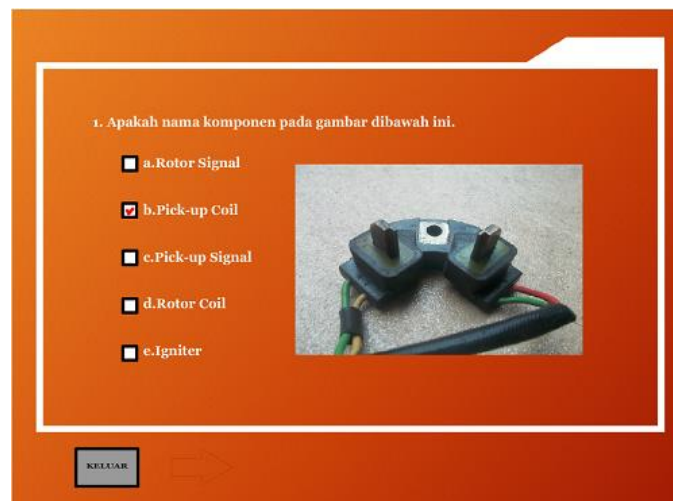 1. Apakah nama komponen pada gambar dibawah ini.
a.Rotor Signal
b.Pick-up Coil
c.Pick-up Signal
d.Rotor Coil
e.Igniter
KELUAR